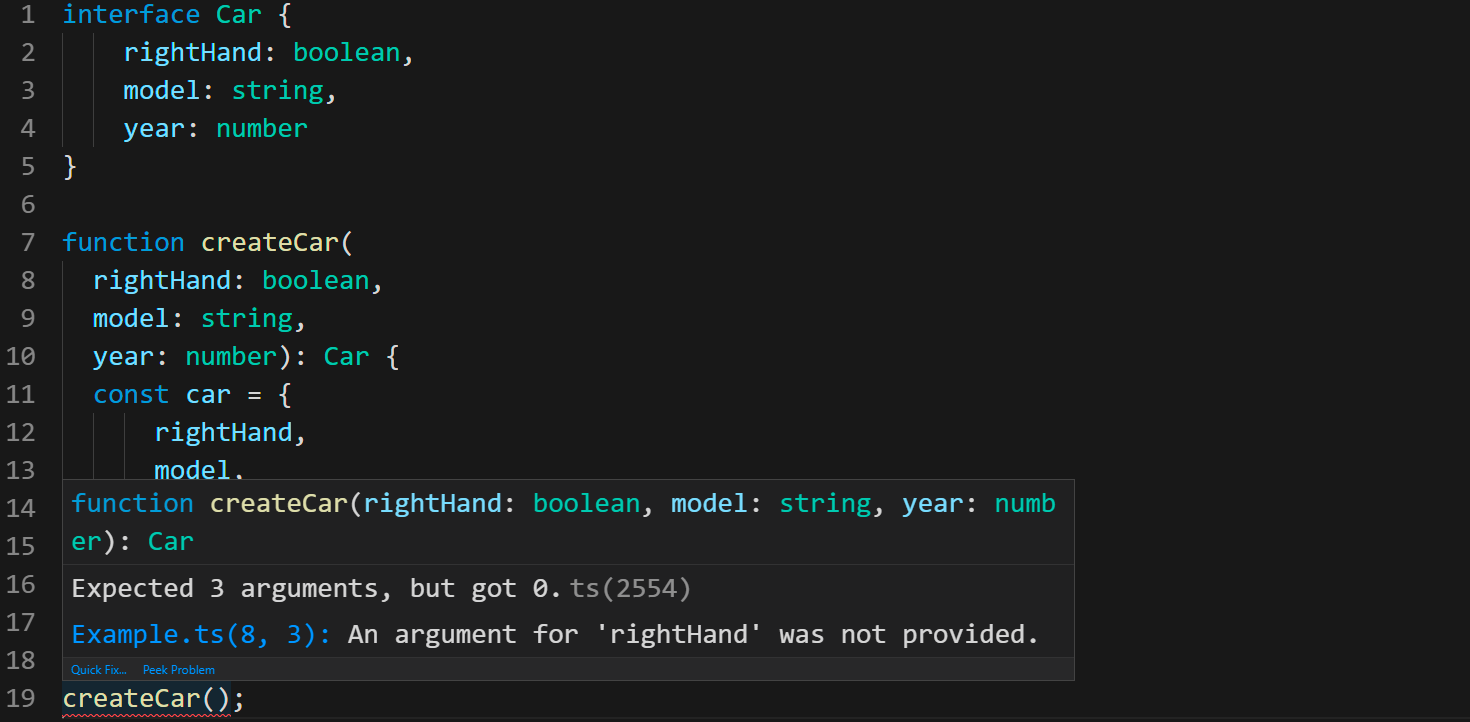 1 interface Car {
2 rightHand: boolean,
3 model: string,
4 year: number
5 }
6
7 function createCar(
8 rightHand: boolean,
9 model: string,
10 year: number): Car {
11 const car = {
12 rightHand,
13 model,
14 function createCar(rightHand: boolean, model: string, year: numb
15 er): Car
16 Expected 3 arguments, but got 0. ts(2554)
17 Example.ts(8, 3): An argument for 'rightHand' was not provided.
18 Quick Fix... Peek Problem
19 createCar();